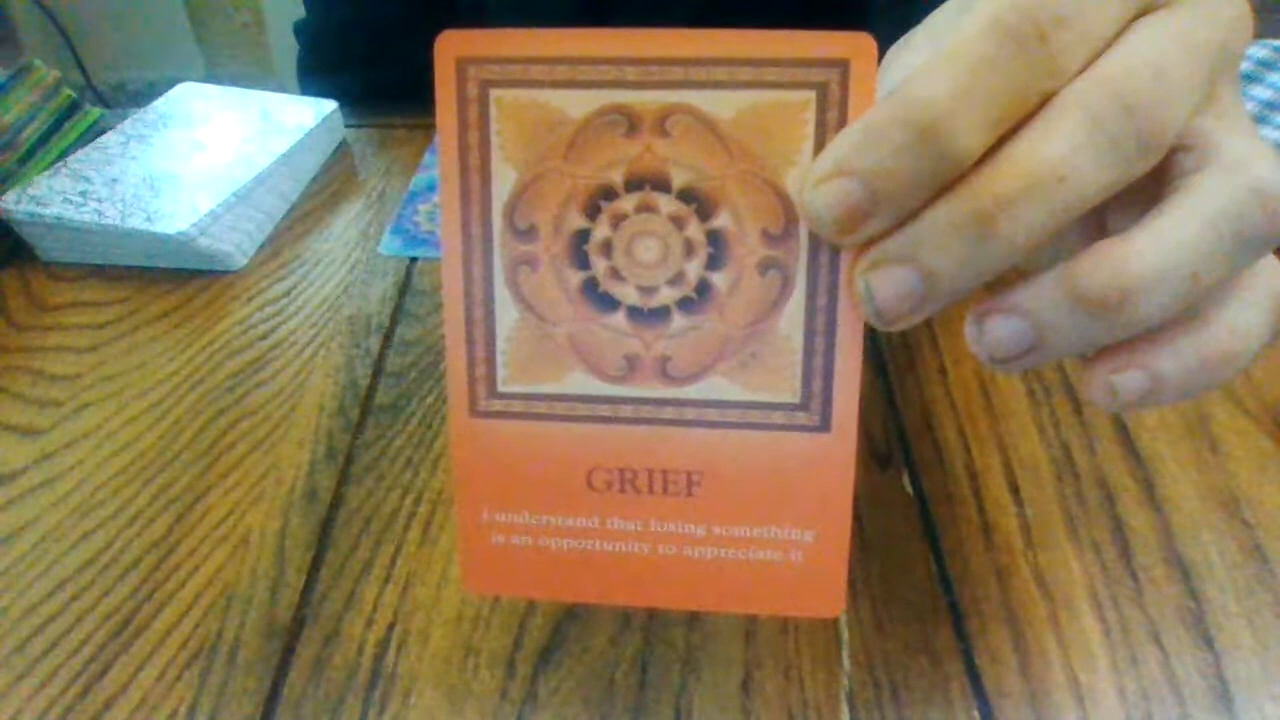 GRIEF
I understand that losing something
is an opportunity to appreciate it